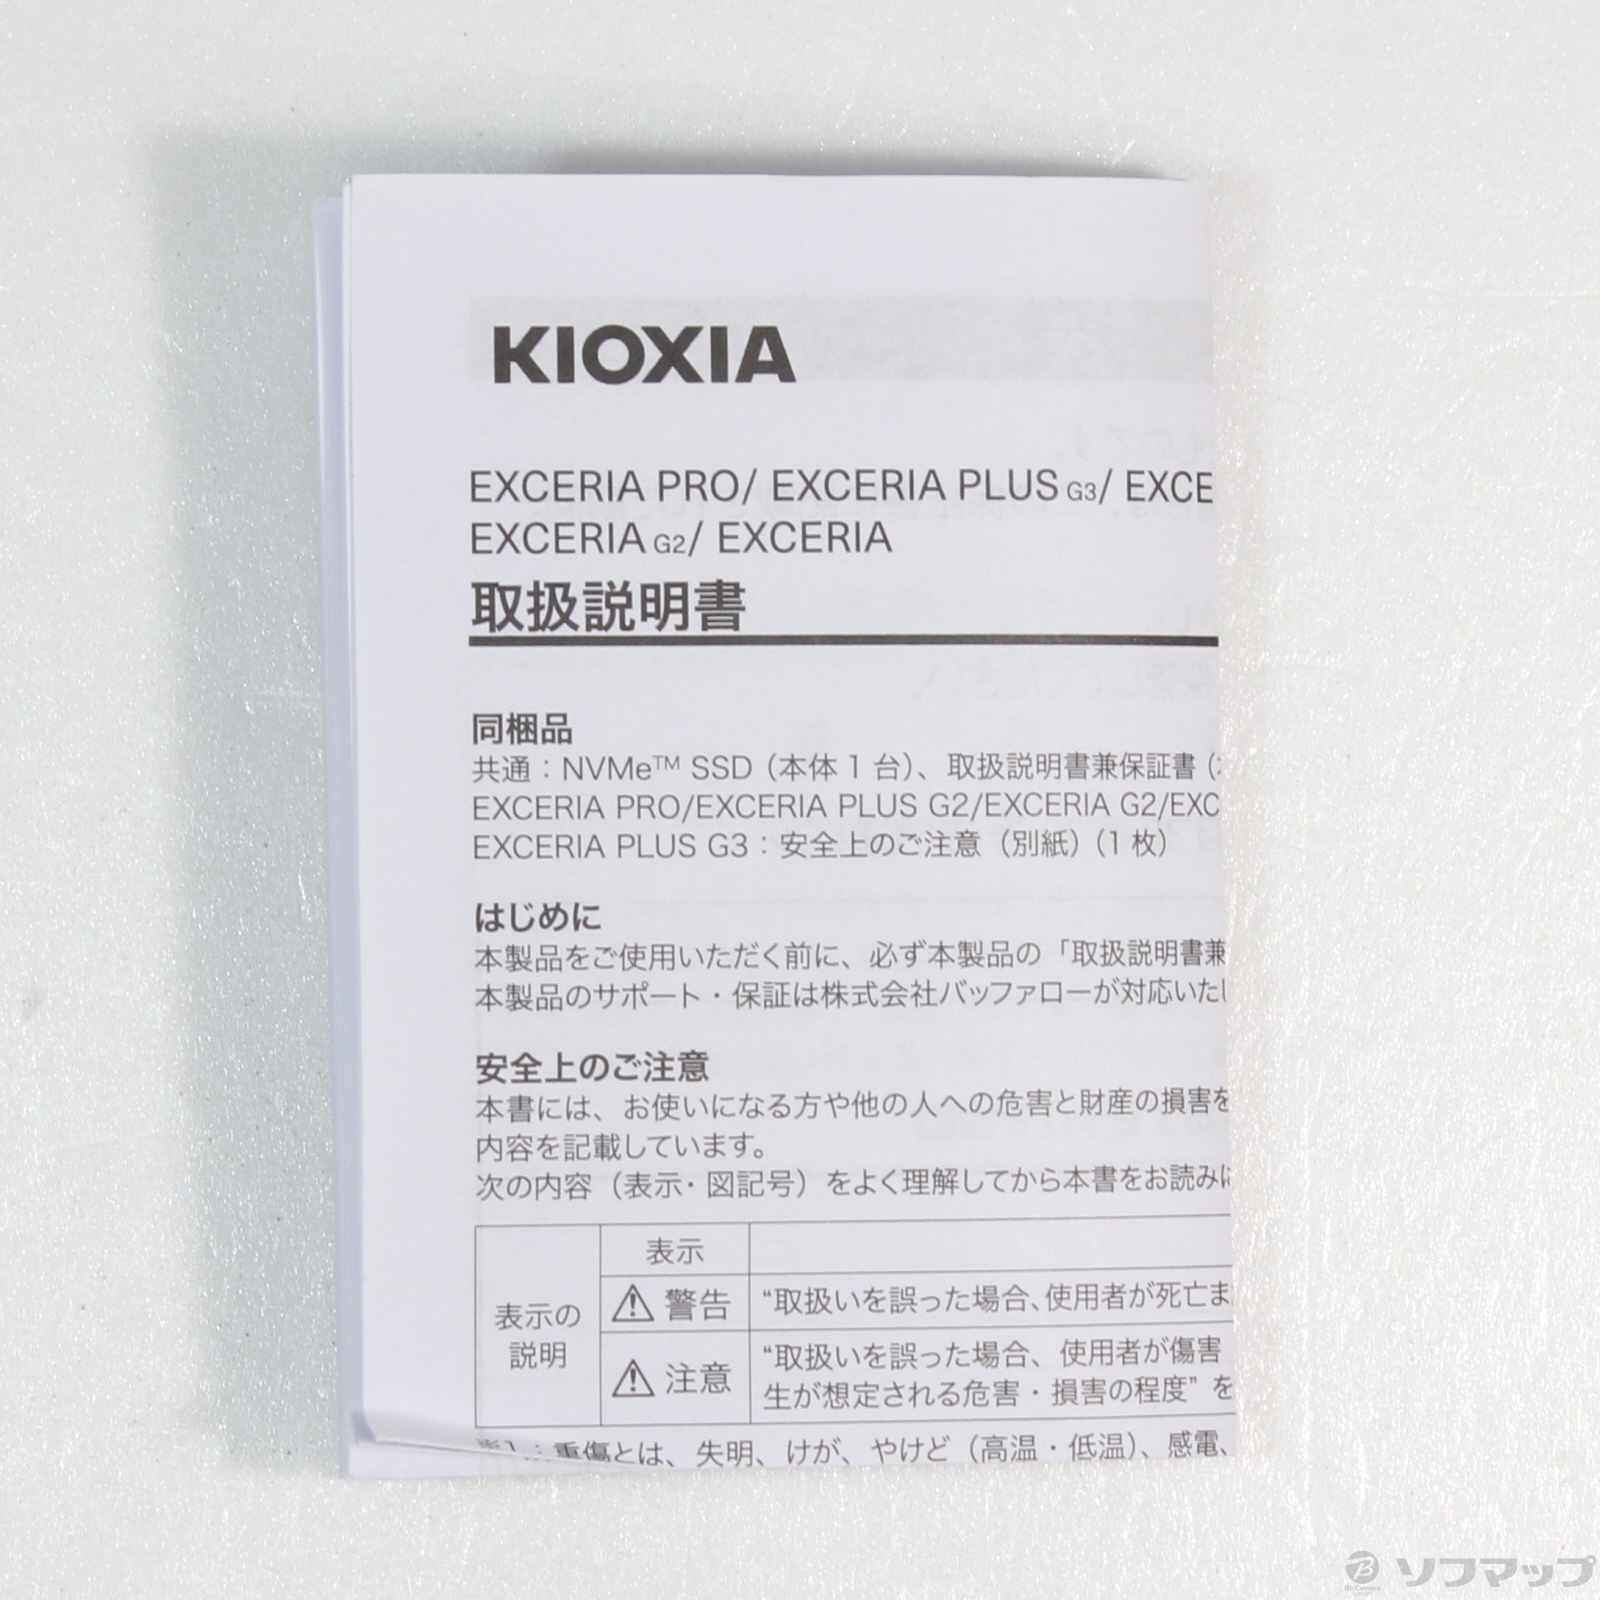 KIOXIA
EXCERIA PRO/ EXCERIA PLUS G3/ EXCE
EXCERIA G2/ EXCERIA
取扱説明書
同梱品
共通：NVMe™ SSD（本体 1 台）、取扱説明書兼保証書（
EXCERIA PRO/EXCERIA PLUS G2/EXCERIA G2/EXC
EXCERIA PLUS G3：安全上のご注意（別紙）（1 枚）
はじめに
本製品をご使用いただく前に、必ず本製品の「取扱説明書兼
本製品のサポート・保証は株式会社バッファローが対応いたし
安全上のご注意
本書には、お使いになる方や他の人への危害と財産の損害を
内容を記載しています。
次の内容（表示・図記号）をよく理解してから本書をお読みに
表示の
説明
表示
警告
“取扱いを誤った場合、使用者が死亡ま
注意
“取扱いを誤った場合、使用者が傷害
生が想定される危害・損害の程度” を
※1：重傷とは、失明、けが、やけど（高温・低温）、感電、
ソフマップ